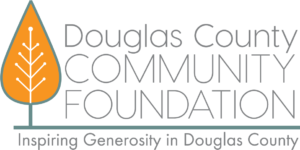 Douglas County
COMMUNITY
FOUNDATION
Inspiring Generosity in Douglas County